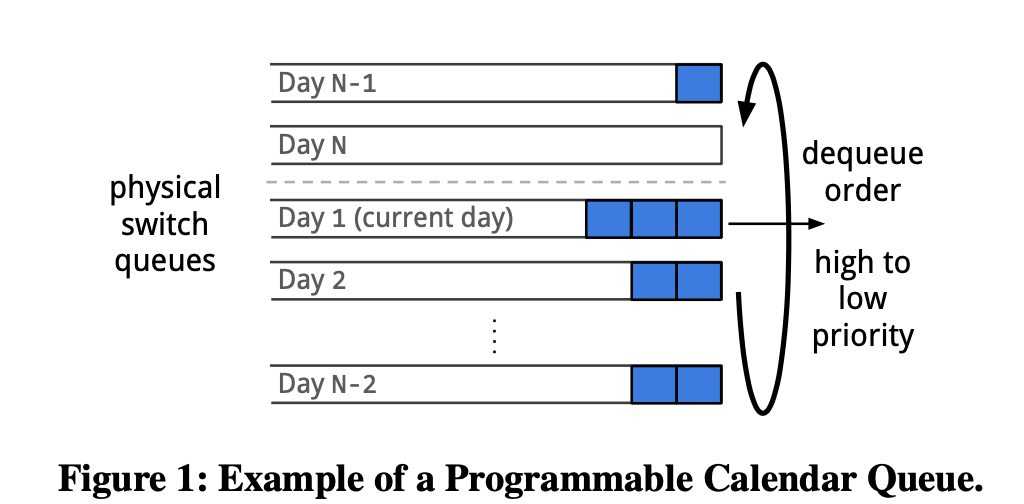 Day N-1
Day N
physical
switch
queues
Day 1 (current day)
Day 2
Day N-2
dequeue
order
high to
low
priority
Figure 1: Example of a Programmable Calendar Queue.